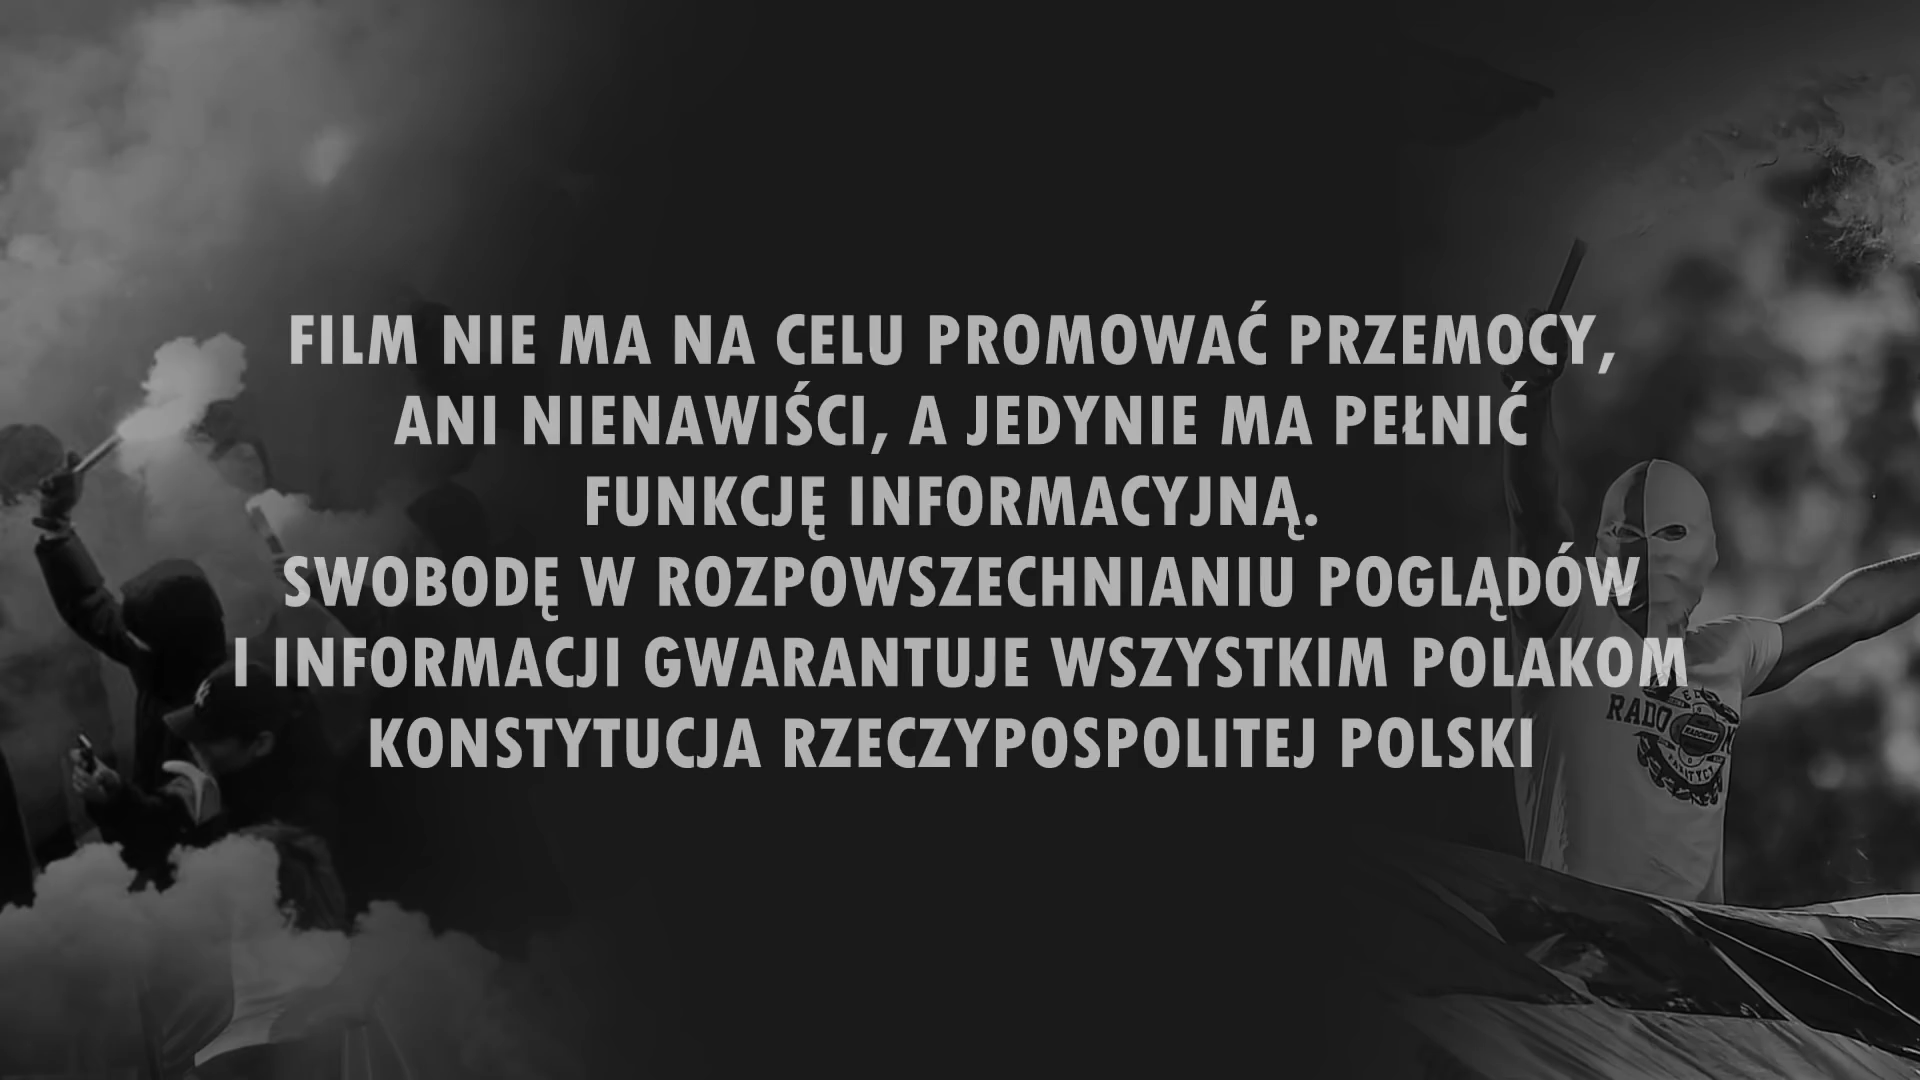 FILM NIE MA NA CELU PROMOWAĆ PRZEMOCY,
ANI NIENAWIŚCI, A JEDYNIE MA PEŁNIĆ
FUNKCJĘ INFORMACYJNĄ.
SWOBODĘ W ROZPOWSZECHNIANIU POGLĄDÓW
I INFORMACJI GWARANTUJE WSZYSTKIM POLAKOM
KONSTYTUCJA RZECZYPOSPOLITEJ POLSKI